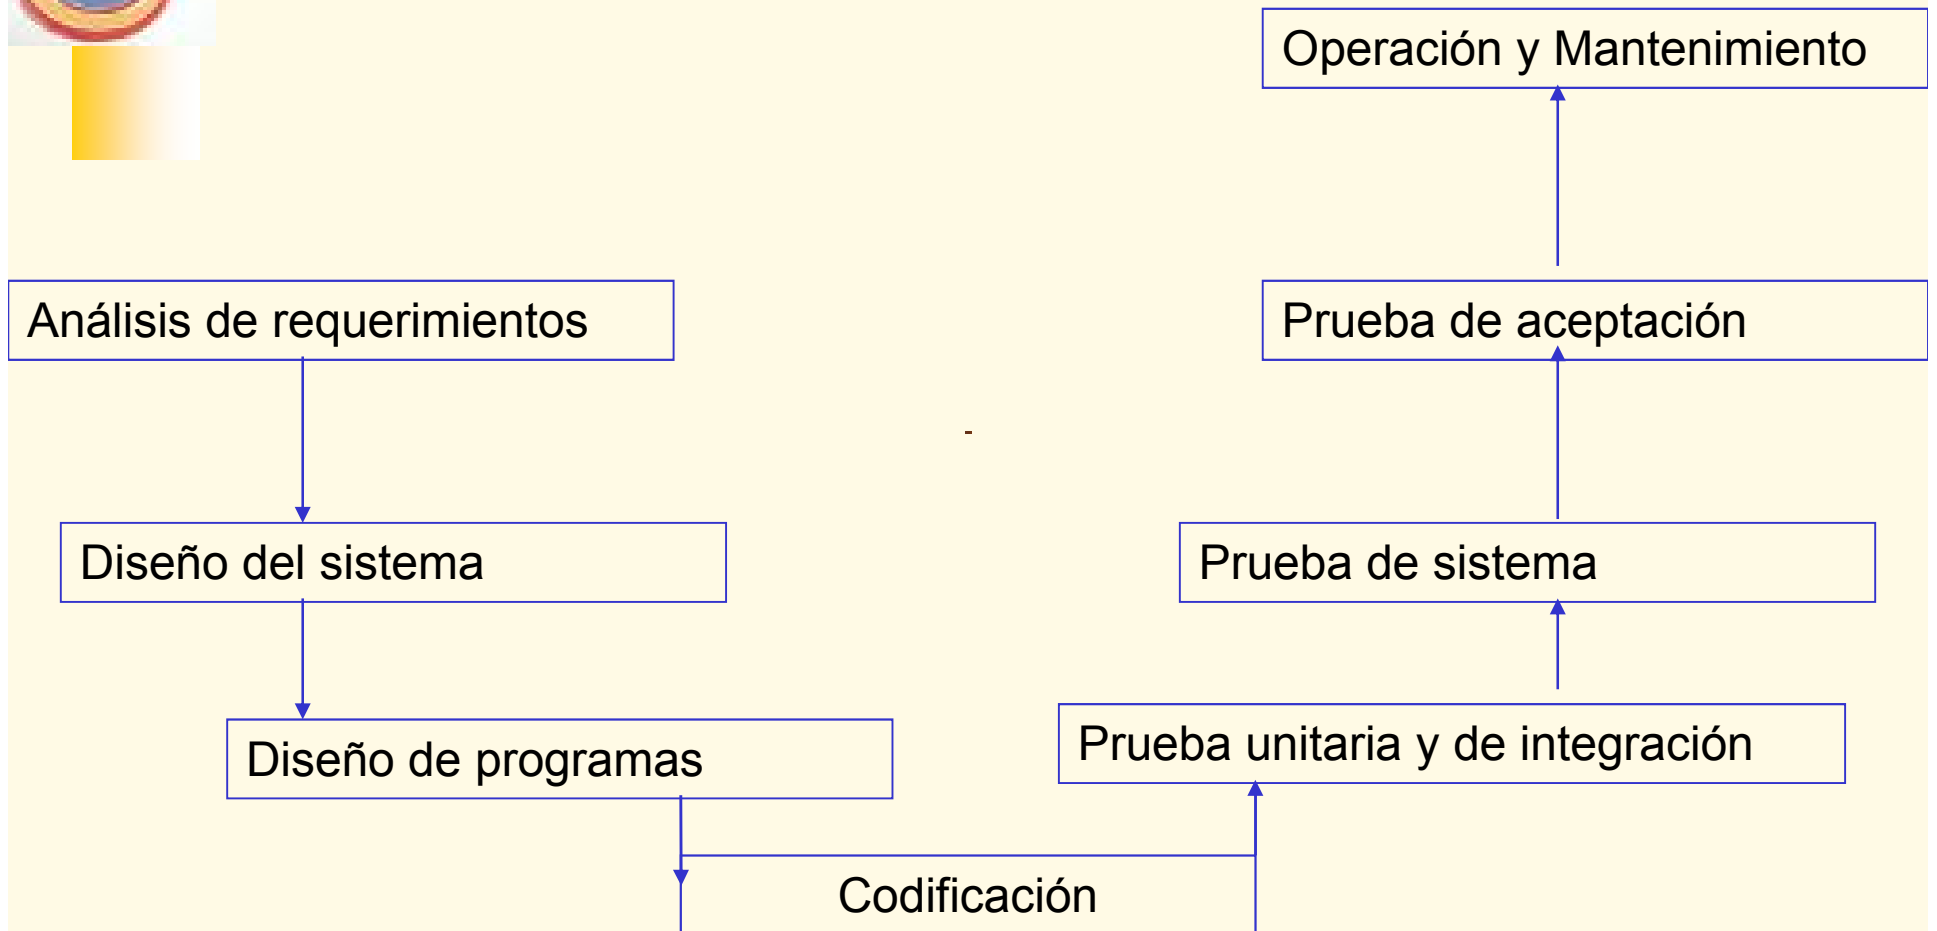 Operación y Mantenimiento
Análisis de requerimientos
Prueba de aceptación
-
Diseño del sistema
Prueba de sistema
Diseño de programas
Prueba unitaria y de integración
Codificación